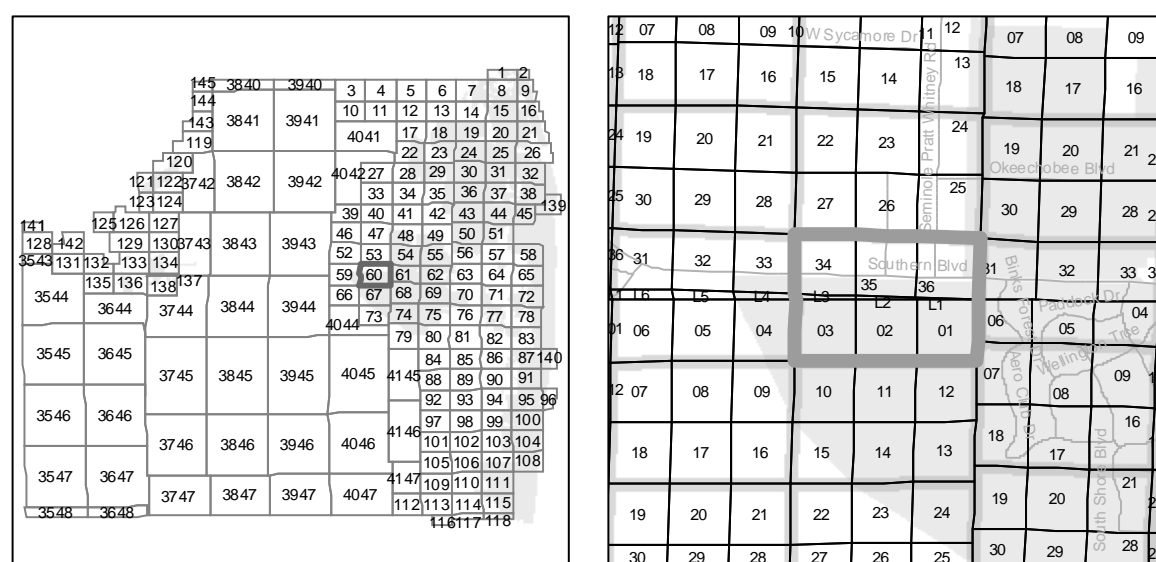 1 2
145 3840 3940 3 4 5 6 7 8 9
144 10 11 12 13 14 15 16
143 3841 3941
119 4041 17 18 19 20 21
120 22 23 24 25 26
121 122 3742 3842 3942 4042 27 28 29 30 31 32
123 124 33 34 35 36 37 38
139
141 125 126 127 39 40 41 42 43 44 45
128 142 129 130 3743 3843 3943 46 47 48 49 50 51
3543 131 132 133 134 52 53 54 55 56 57 58
135 136 137 59 60 61 62 63 64 65
3544 138 66 67 68 69 70 71 72
3644 3744 3844 3944 73 74 75 76 77 78
4044 79 80 81 82 83
3545 3645 84 85 86 87 140
3745 3845 3945 4045 4145 88 89 90 91
3546 3646 92 93 94 95 96
97 98 99 100
3746 3846 3946 4046 4146 101 102 103 104
105 106 107 108
3547 3647 4147 109 110 111
3747 3847 3947 4047 112 113 114 115
3548 3648 116 117 118
12 07 08 09 10 W Sycamore Dr 11 12 07 08 09
13 18 17 16 15 14 13 18 17 16
Seminole Pratt Whitney Rd
24 19 20 21 22 23 24 19 20 21
Okeechobee Blvd
25 30 29 28 27 26 25 30 29 28
36 31 32 33 34 Southern Blvd 31 32 33
35 36
L6 L5 L4 L3 L2 L1
Binks Forest Dr
Paddock Dr
01 06 05 04 03 02 01 06 05 04
Wellington Tree
Aero Club Dr
12 07 08 09 10 11 12 07 08 09
18 17 16 15 14 13 18 17 16
South Shore Blvd
19 20 21 22 23 24 19 20 21
30 29 28 27 26 25 30 29 28